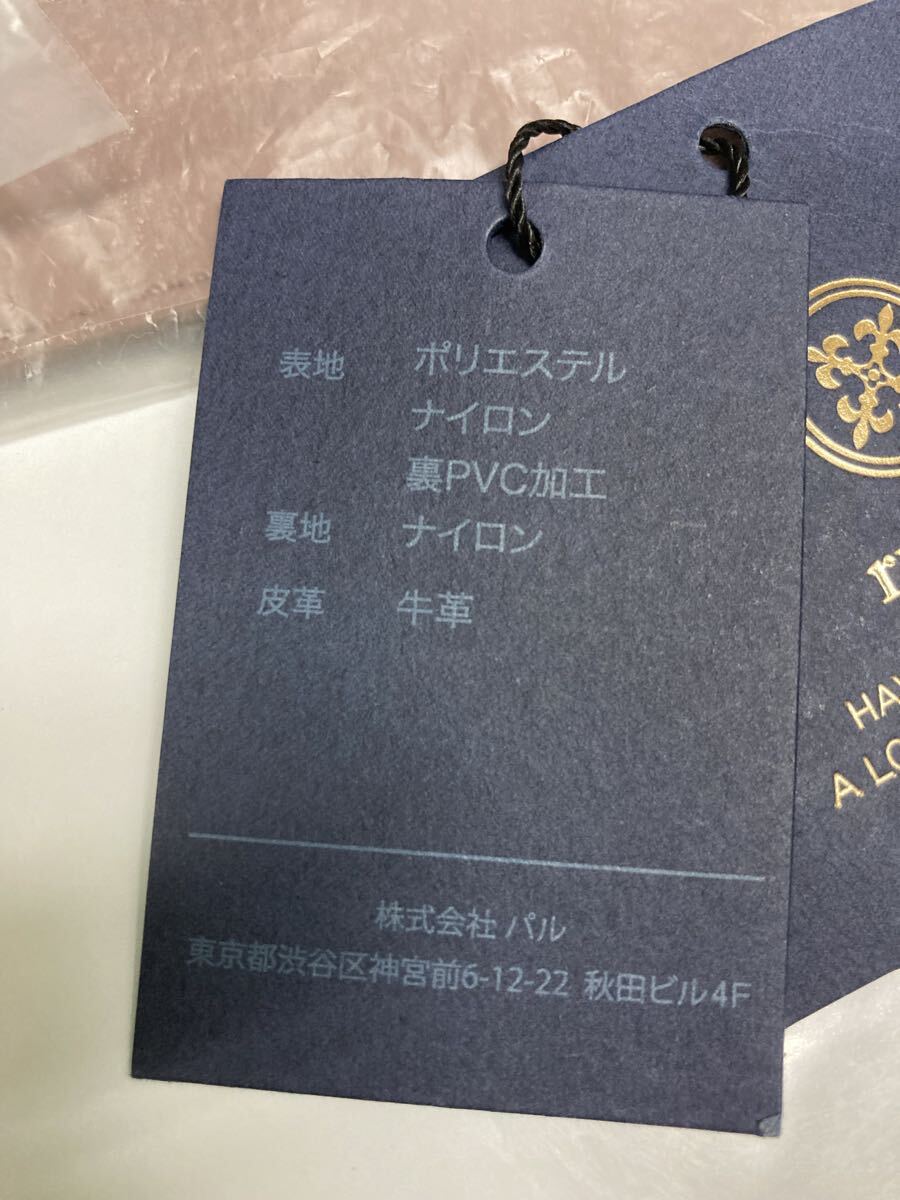 表地 ポリエステル
ナイロン
裏PVC加工
裏地 ナイロン
皮革 牛革
株式会社 パル
東京都渋谷区神宮前6-12-22 秋田ビル4F
r
HA
A LO